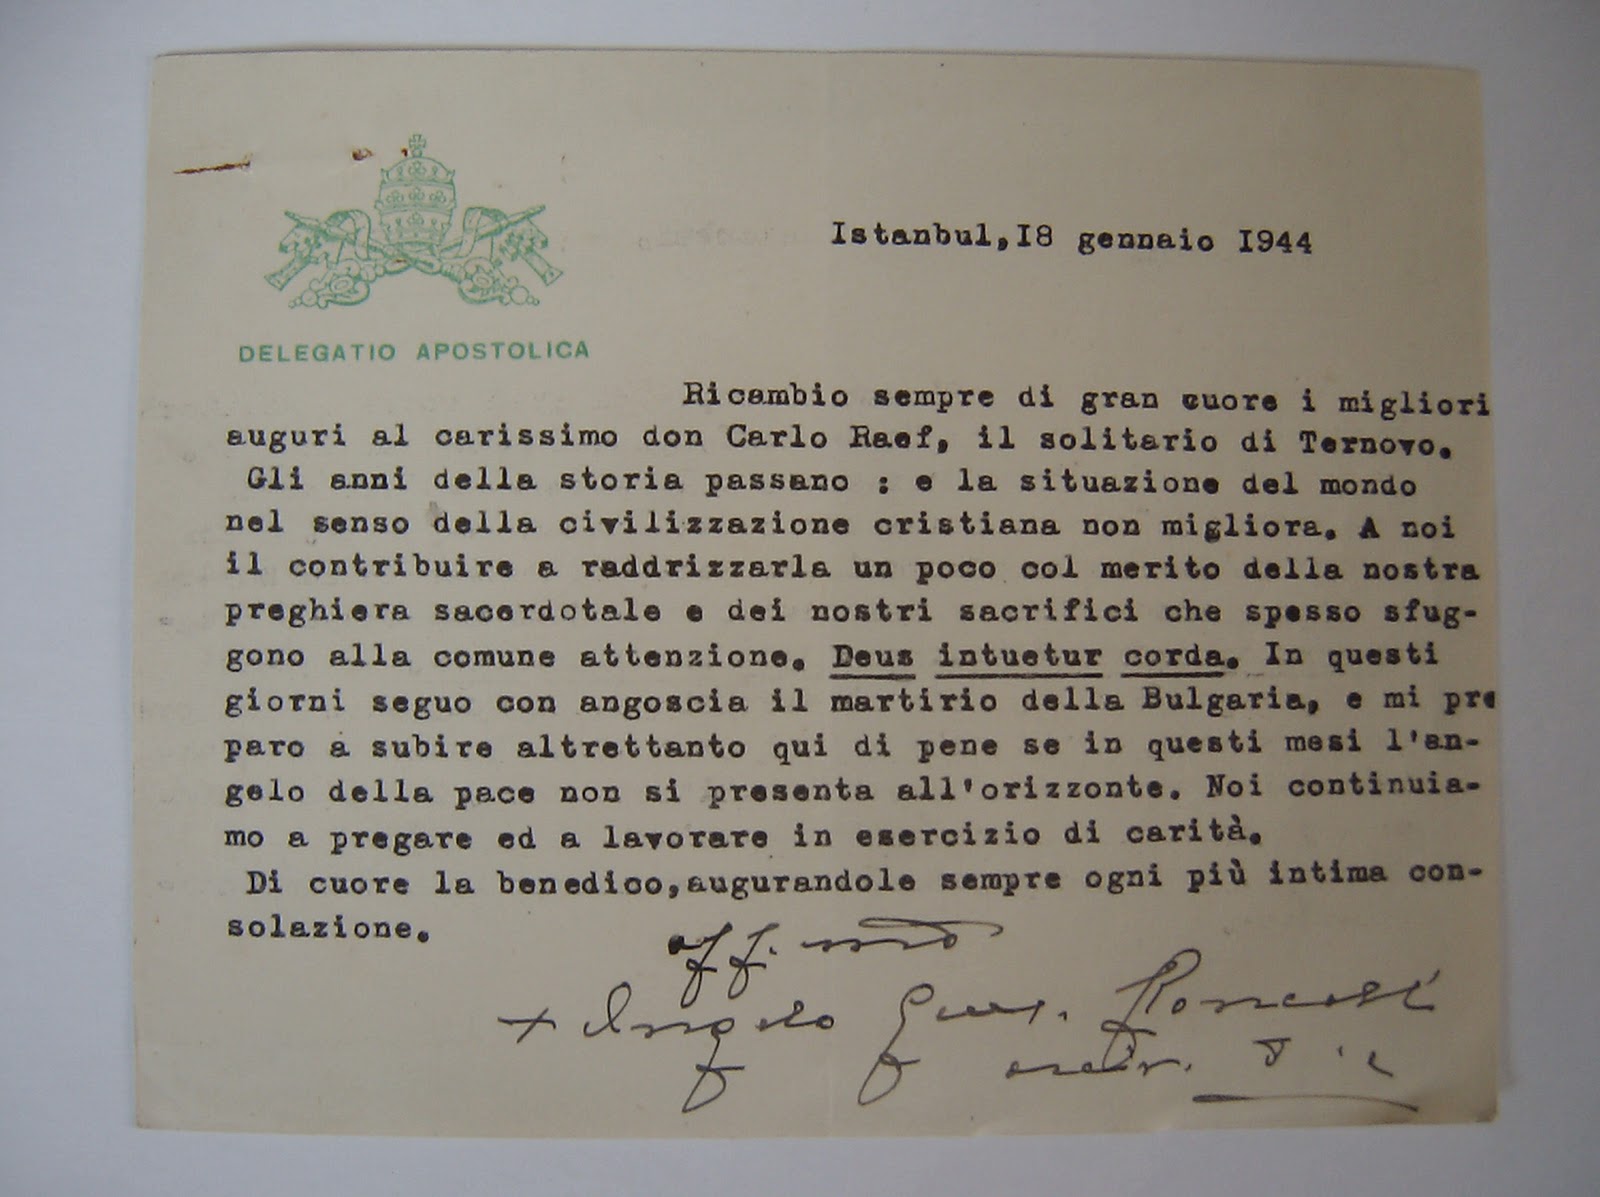 Istanbul,I8 gennaio I944
DELEGATIO APOSTOLICA
Ricambio sempre di gran cuore i migliori
auguri al carissimo don Carlo Raef, il solitario di Ternovo.
Gli anni della storia passano : e la situazione del mondo
nel senso della civilizzazione cristiana non migliora. A noi
il contribuire a raddrizzarla un poco col merito della nostra
preghiera sacerdotale e dei nostri sacrifici che spesso sfug-
gono alla comune attenzione. Deus intuetur corda. In questi
giorni seguo con angoscia il martirio della Bulgaria, e mi pre
paro a subire altrettanto qui di pene se in questi mesi l'an-
gelo della pace non si presenta all'orizzonte. Noi continuia-
mo a pregare ed a lavorare in esercizio di carità.
Di cuore la benedico,augurandole sempre ogni più intima con-
solazione.
aff.mo
+ Angelo Gius. Roncalli